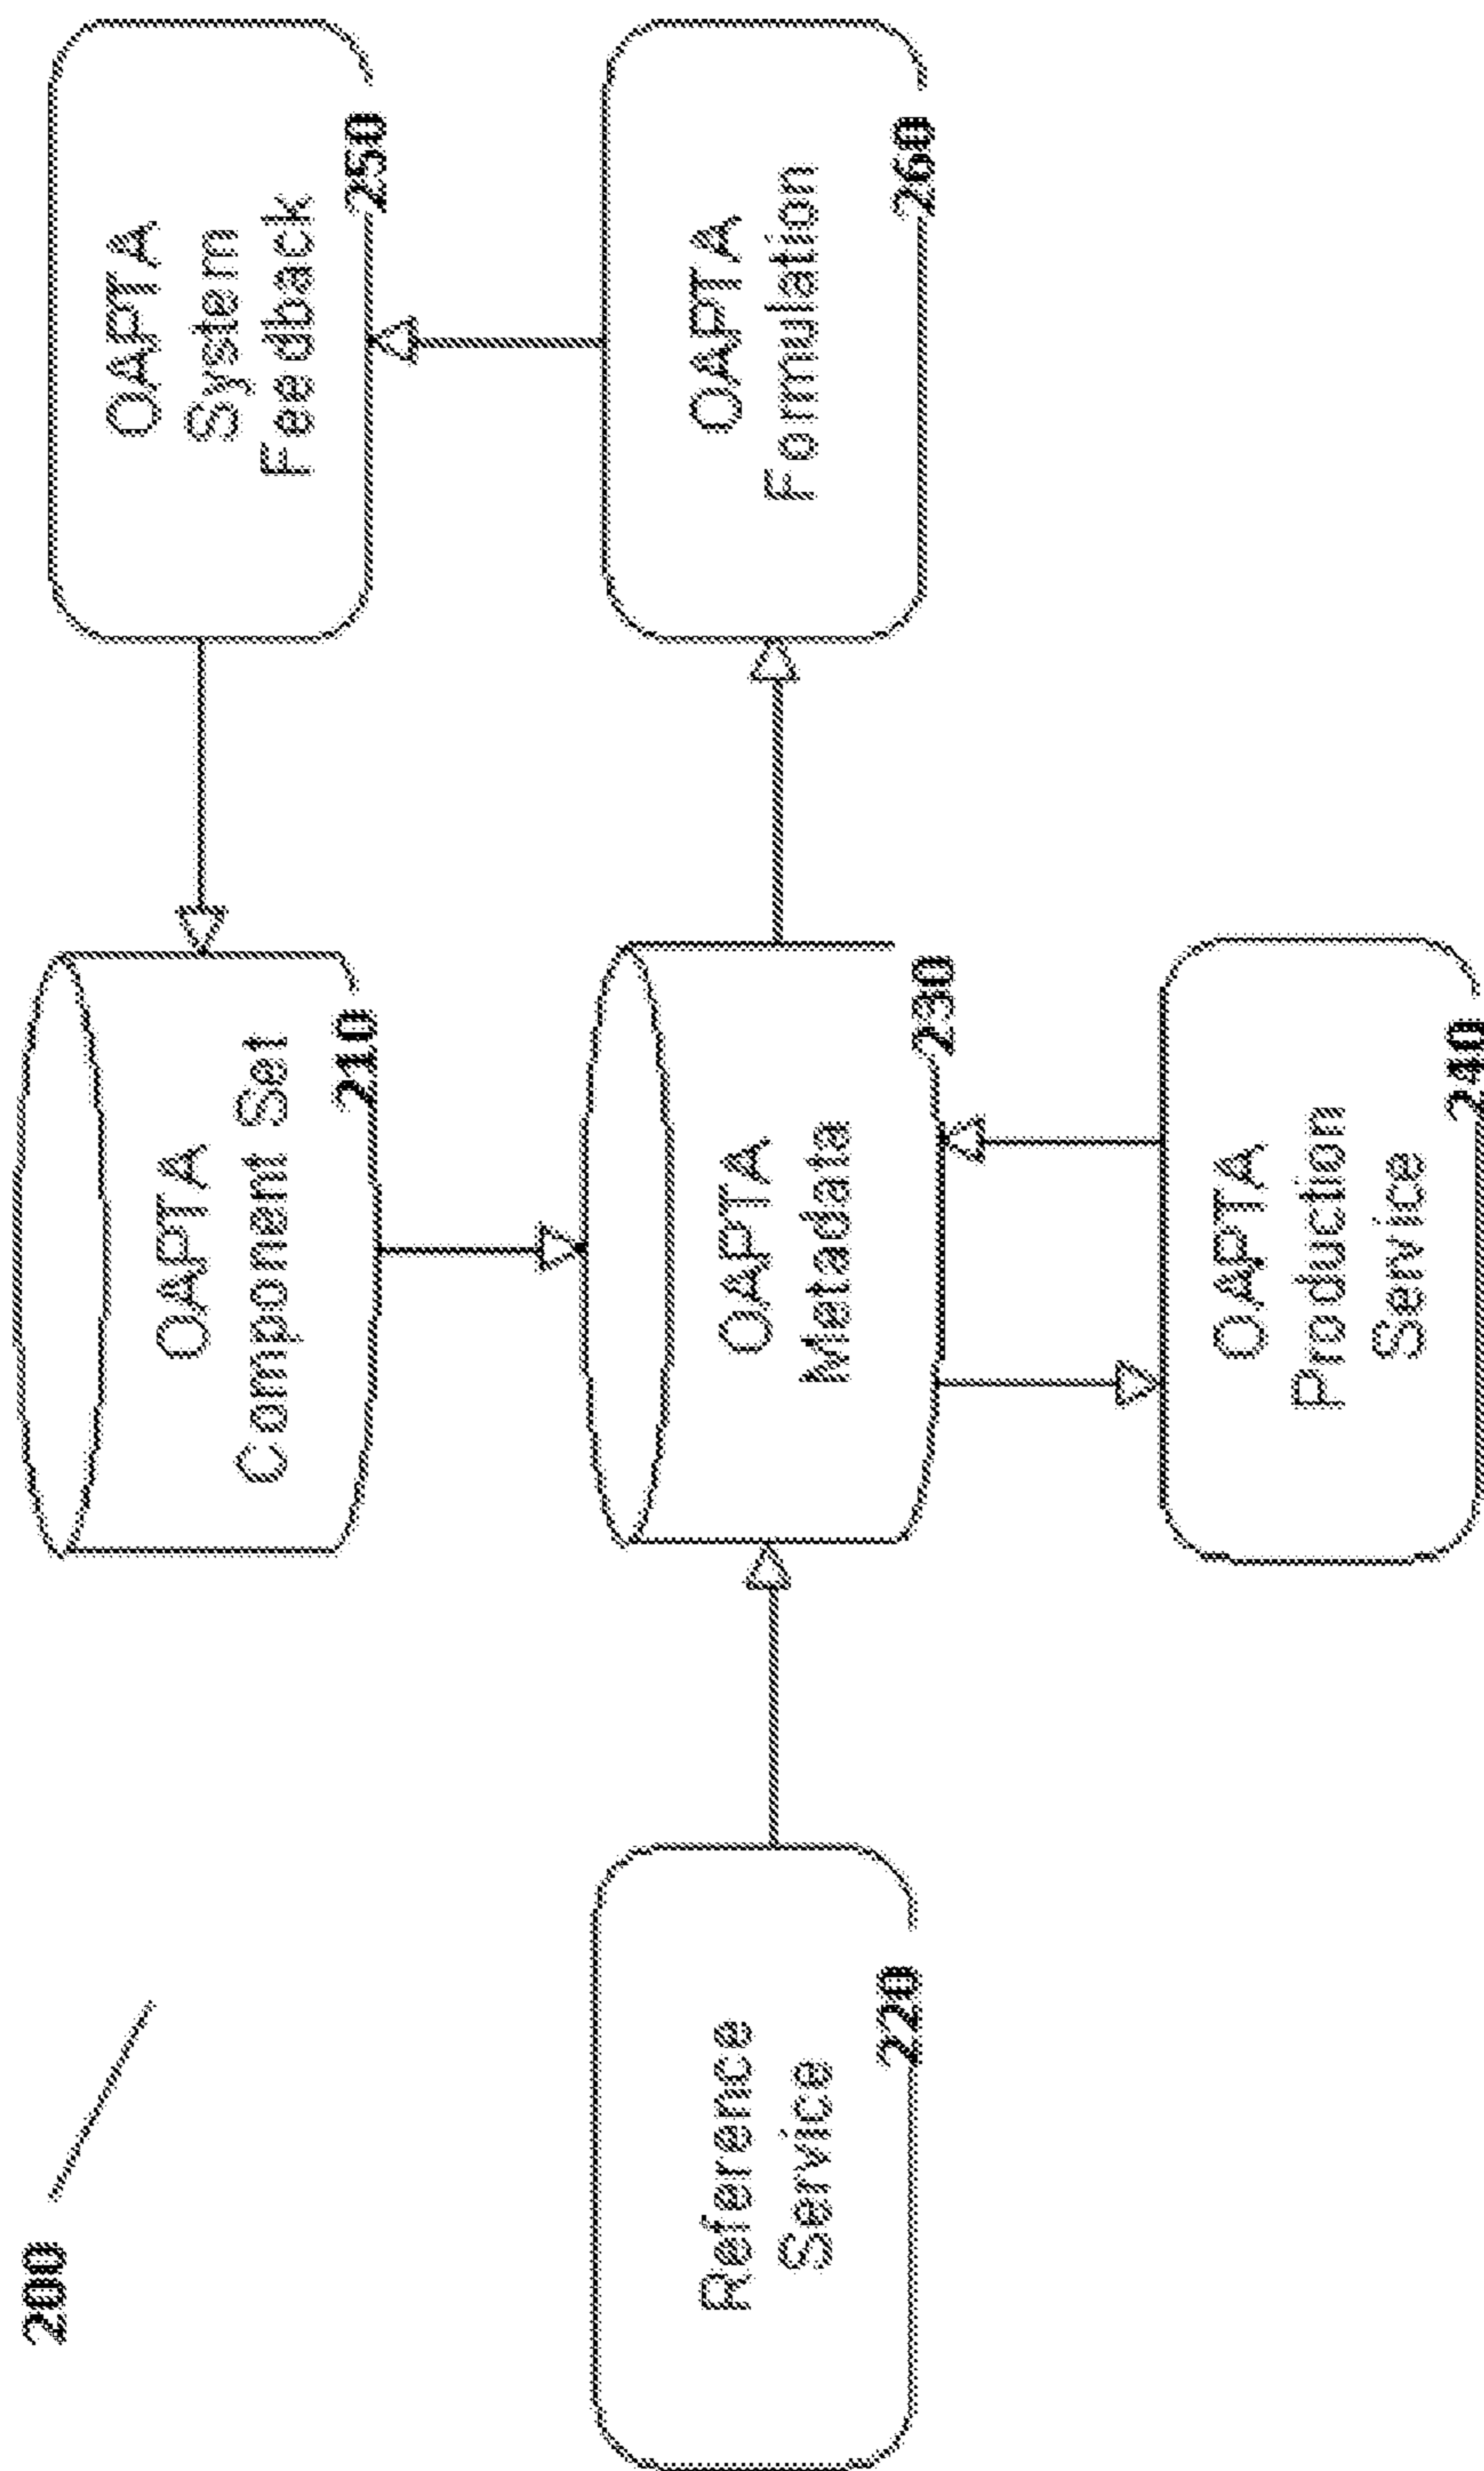 200
OAPTA
Component Set
210
OAPTA
System
Feedback
250
Reference
Service
220
OAPTA
Metadata
230
OAPTA
Formulation
260
OAPTA
Production
Service
240